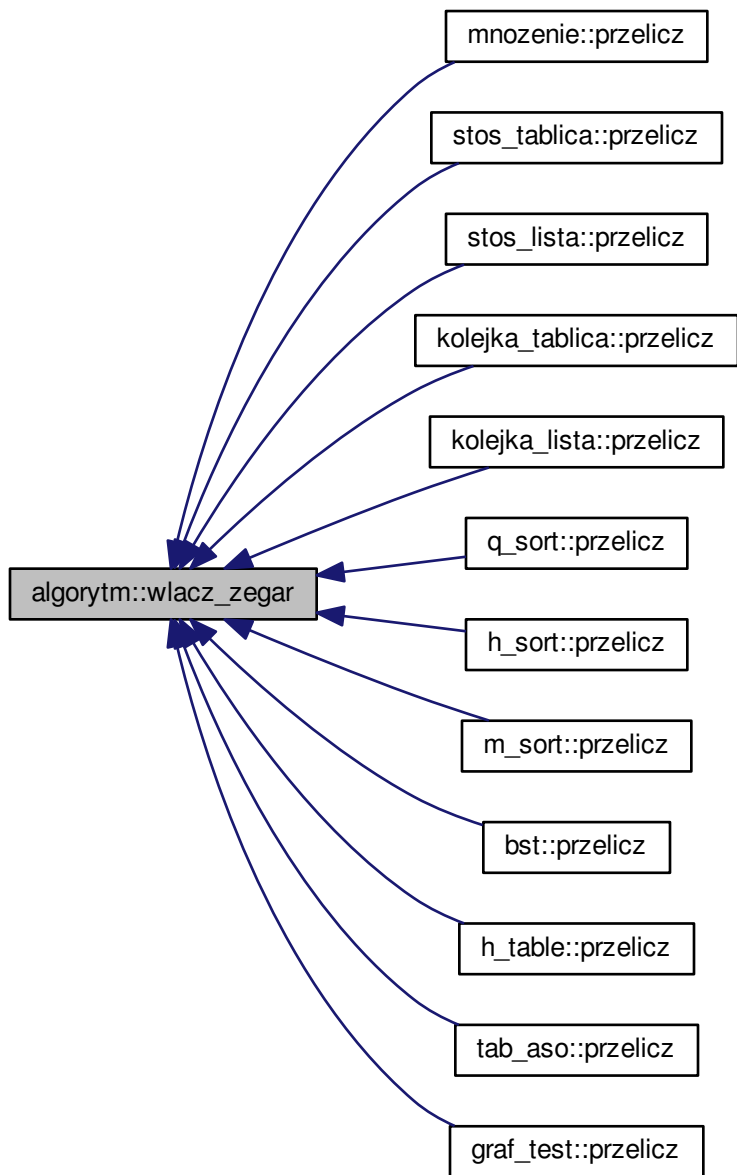 mnozenie::przelicz
stos_tablica::przelicz
stos_lista::przelicz
kolejka_tablica::przelicz
kolejka_lista::przelicz
q_sort::przelicz
algorytm::wlacz_zegar
h_sort::przelicz
m_sort::przelicz
bst::przelicz
h_table::przelicz
tab_aso::przelicz
graf_test::przelicz